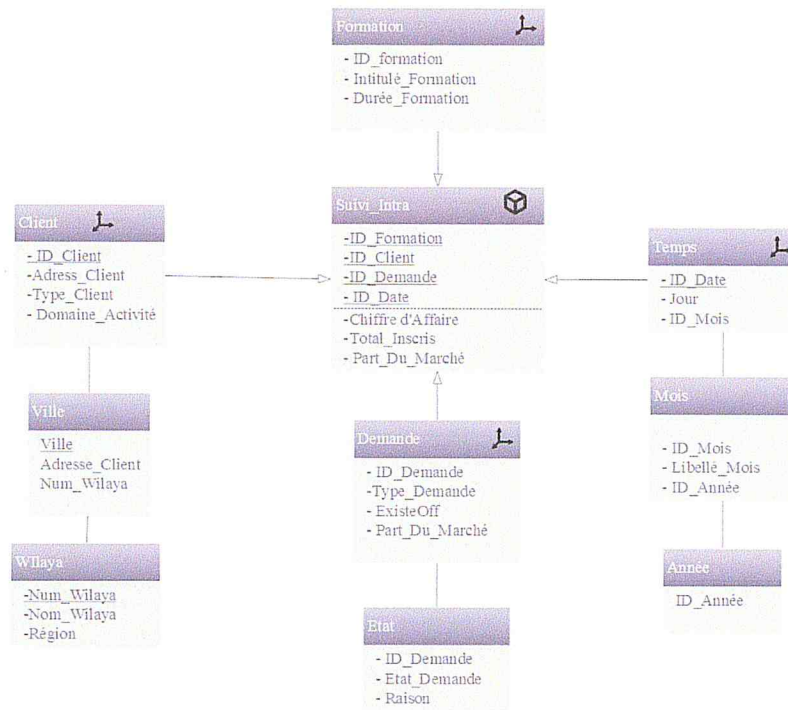 Formation
- ID_formation
- Intitulé_Formation
- Durée_Formation
Suivi_Intra
-ID_Formation
-ID_Client
-ID_Demande
- ID_Date
-Chiffre d'Affaire
-Total_Inscris
- Part_Du_Marché
Client
- ID_Client
-Adress_Client
-Type_Client
- Domaine_Activité
Ville
Ville
Adresse_Client
Num_Wilaya
Wilaya
-Num_Wilaya
-Nom_Wilaya
-Région
Demande
- ID_Demande
-Type_Demande
- ExisteOff
- Part_Du_Marché
Etat
- ID_Demande
- Etat_Demande
- Raison
Temps
- ID_Date
- Jour
- ID_Mois
Mois
- ID_Mois
- Libellé_Mois
- ID_Année
Année
ID_Année